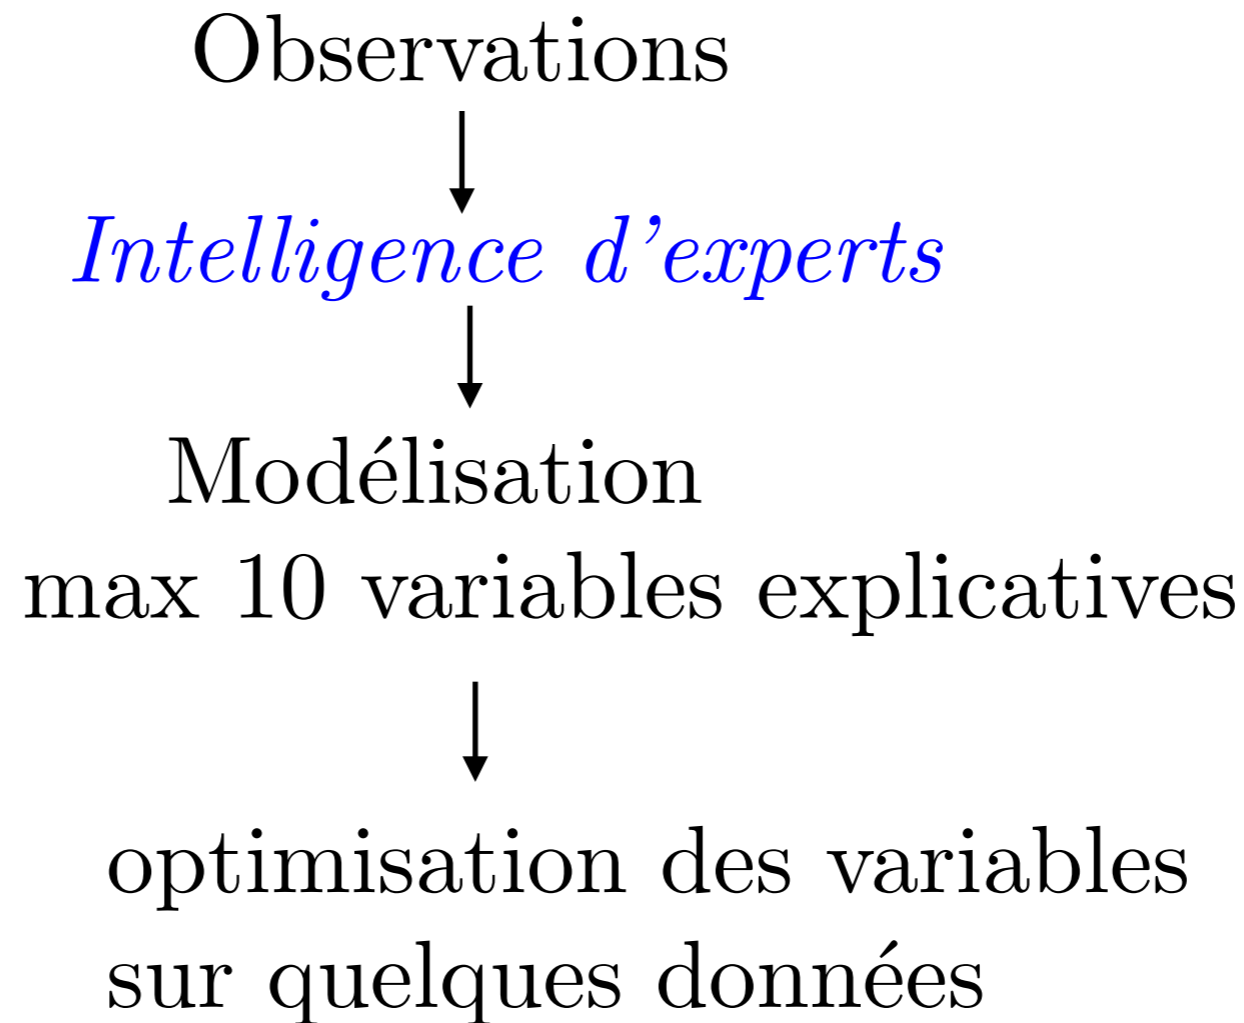 Observations
Intelligence d'experts
Modélisation
max 10 variables explicatives
optimisation des variables
sur quelques données